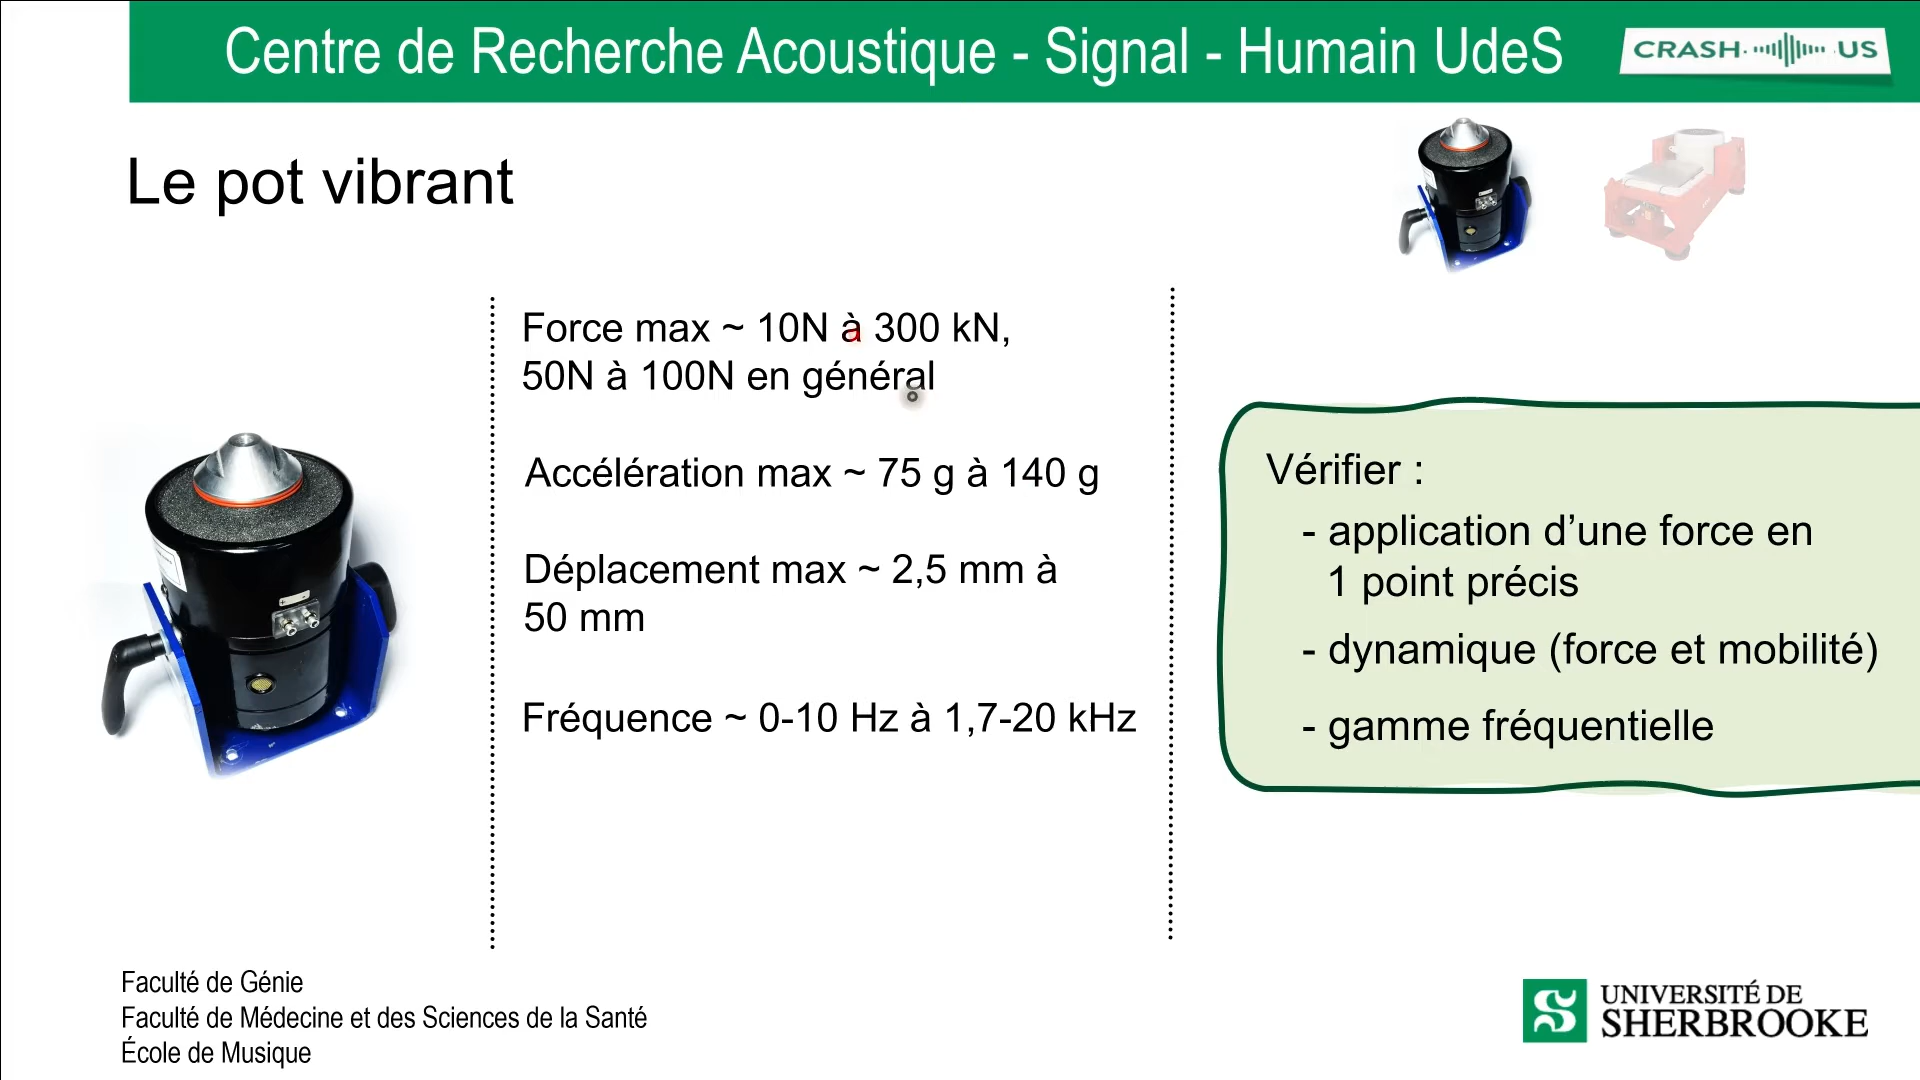 Centre de Recherche Acoustique - Signal - Humain UdeS
CRASH US
Le pot vibrant
Force max ~ 10N à 300 kN,
50N à 100N en général
Accélération max ~ 75 g à 140 g
Déplacement max ~ 2,5 mm à
50 mm
Fréquence ~ 0-10 Hz à 1,7-20 kHz
Vérifier :
- application d’une force en
1 point précis
- dynamique (force et mobilité)
- gamme fréquentielle
Faculté de Génie
Faculté de Médecine et des Sciences de la Santé
École de Musique
UNIVERSITÉ DE
SHERBROOKE